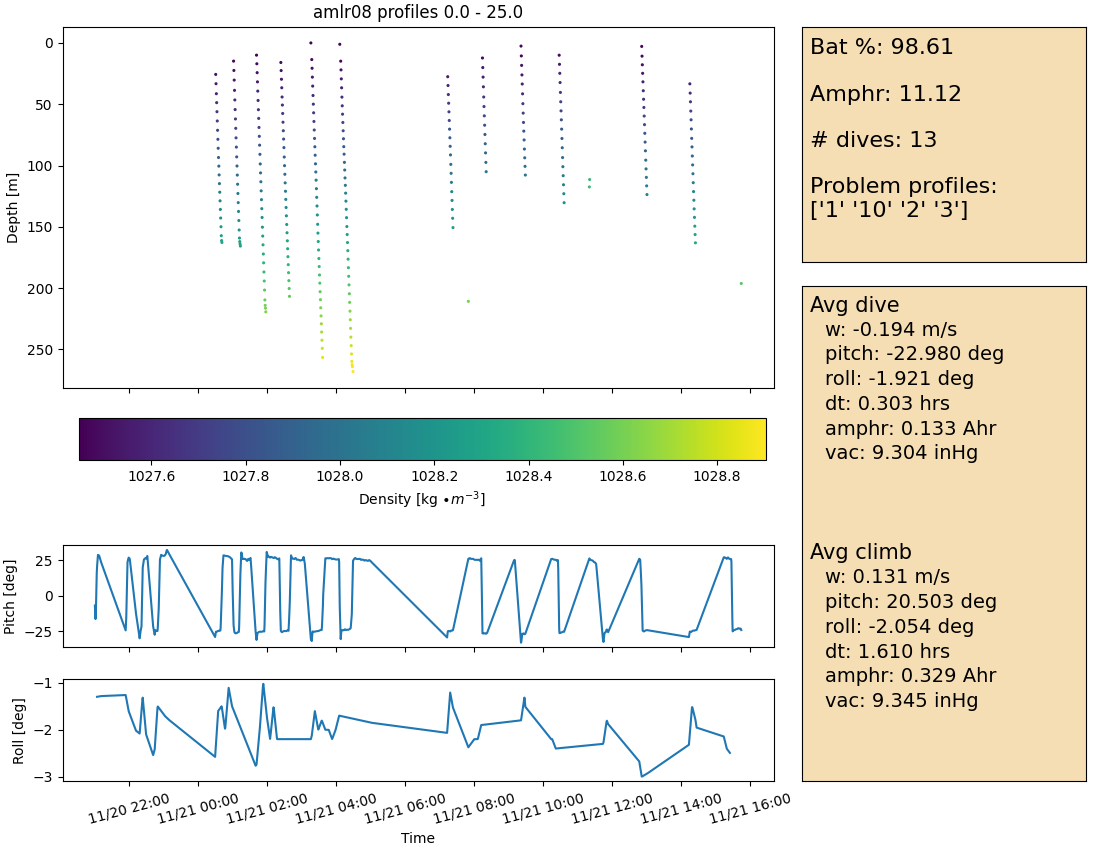 amlr08 profiles 0.0 - 25.0
0
50
100
150
200
250
Depth [m]
1027.6 1027.8 1028.0 1028.2 1028.4 1028.6 1028.8
Density [kg •m⁻³]
25
0
−25
Pitch [deg]
−1
−2
−3
Roll [deg]
11/20 22:00 11/21 00:00 11/21 02:00 11/21 04:00 11/21 06:00 11/21 08:00 11/21 10:00 11/21 12:00 11/21 14:00 11/21 16:00
Time
Bat %: 98.61
Amphr: 11.12
# dives: 13
Problem profiles:
['1' '10' '2' '3']
Avg dive
w: -0.194 m/s
pitch: -22.980 deg
roll: -1.921 deg
dt: 0.303 hrs
amphr: 0.133 Ahr
vac: 9.304 inHg
Avg climb
w: 0.131 m/s
pitch: 20.503 deg
roll: -2.054 deg
dt: 1.610 hrs
amphr: 0.329 Ahr
vac: 9.345 inHg